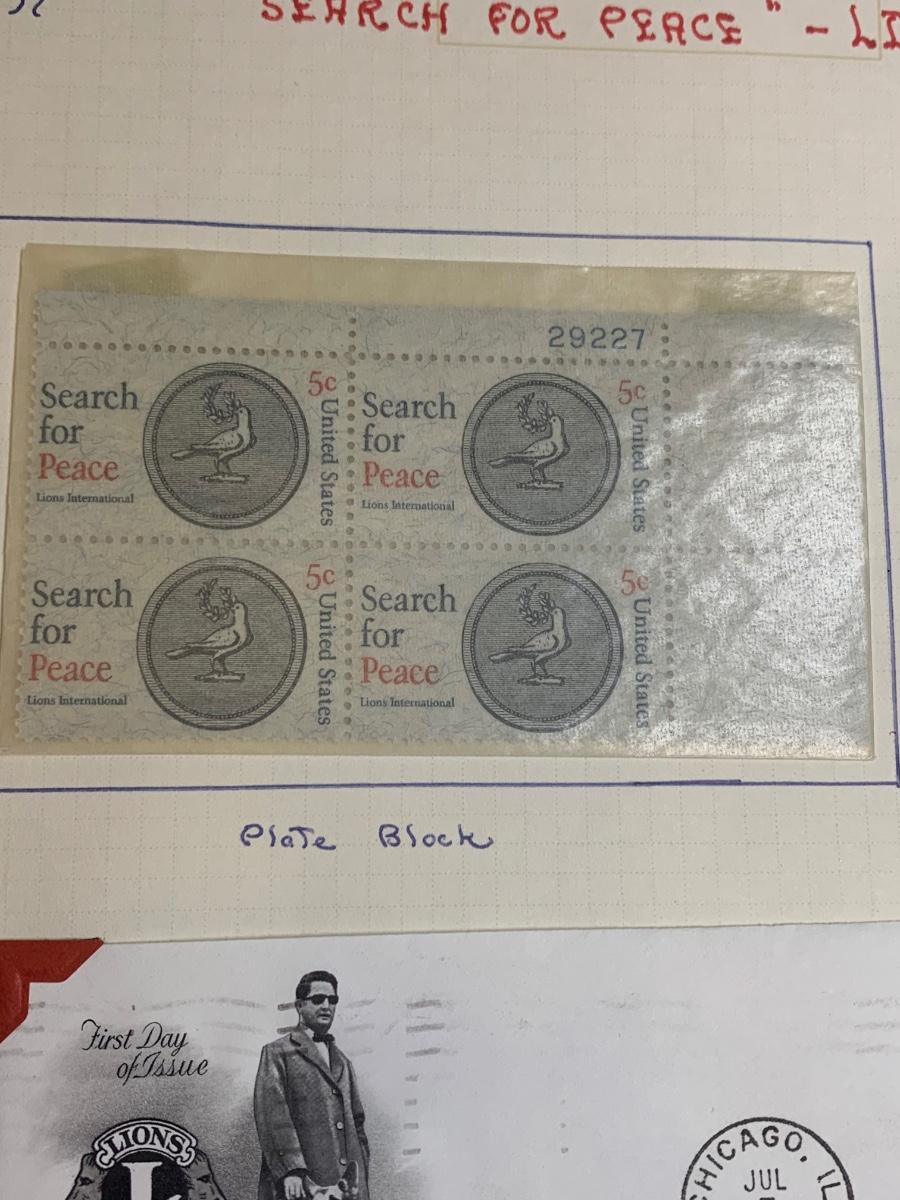 SEARCH FOR PEACE" - LI
29227
Search
for
Peace
Lions International
5c
United States
Search
for
Peace
Lions International
5c
United States
Search
for
Peace
Lions International
5c
United States
Search
for
Peace
Lions International
5c
United States
Plate Block
First Day
of Issue
LIONS
L
CHICAGO, IL
JUL